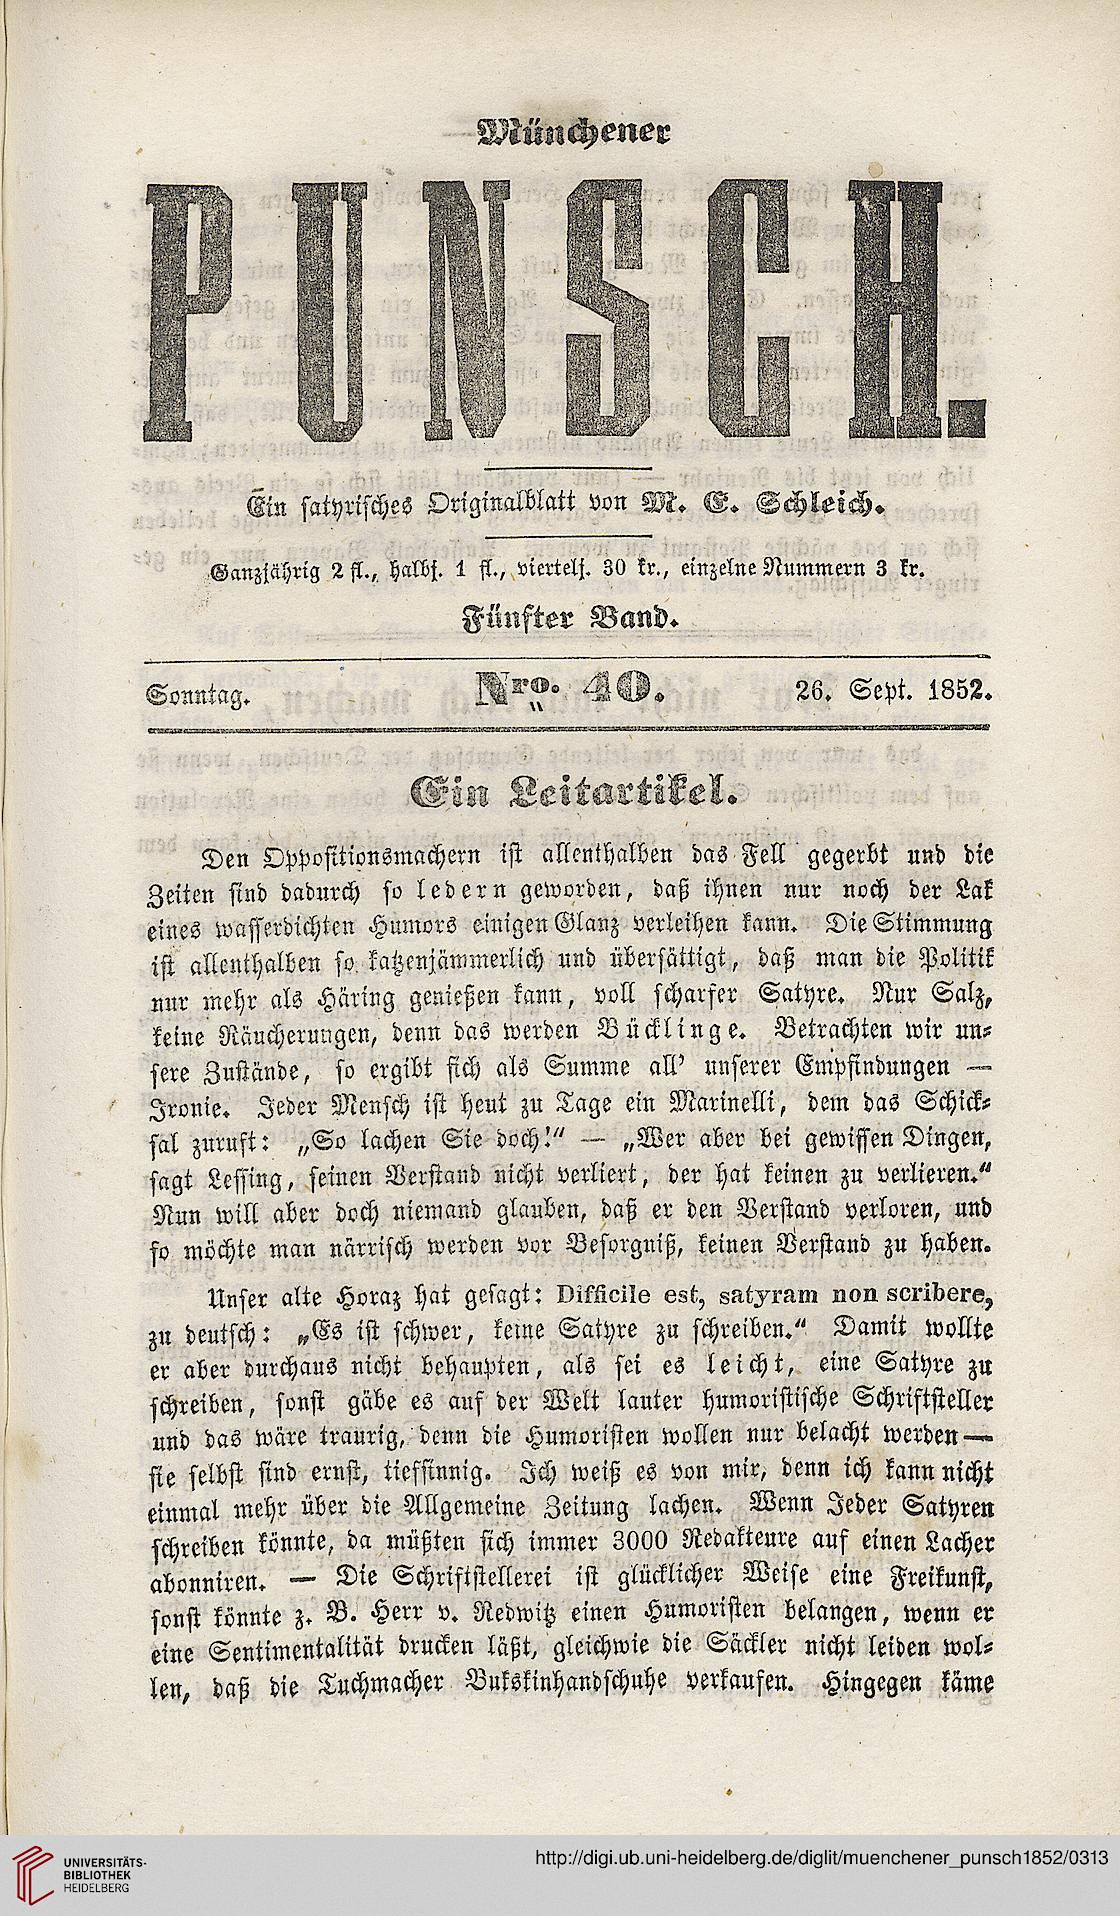 Münchener
PUNSCH.
Ein satyrisches Originalblatt von M. E. Schleich.
Ganzjährig 2 fl., halbj. 1 fl., viertelj. 30 kr., einzelne Nummern 3 kr.
Fünfter Band.
Sonntag. Nro. 40. 26. Sept. 1852.
Ein Leitartikel.
Den Oppositionsmachern ist allenthalben das Fell gegerbt und die
Zeiten sind dadurch so ledern geworden, daß ihnen nur noch der Lak
eines wasserdichten Humors einigen Glanz verleihen kann. Die Stimmung
ist allenthalben so katzenjämmerlich und übersättigt, daß man die Politik
nur mehr als Häring genießen kann, voll scharfer Satyre. Nur Salz,
keine Räucherungen, denn das werden Bücklinge. Betrachten wir un-
sere Zustände, so ergibt sich als Summe all' unserer Empfindungen —
Ironie. Jeder Mensch ist heut zu Tage ein Marinelli, dem das Schick-
sal zuruft: „So lachen Sie doch!“ — „Wer aber bei gewissen Dingen,
sagt Lessing, seinen Verstand nicht verliert, der hat keinen zu verlieren.“
Nun will aber doch niemand glauben, daß er den Verstand verloren, und
so möchte man närrisch werden vor Besorgniß, keinen Verstand zu haben.
Unser alte Horaz hat gesagt: Difficile est, satyram non scribere,
zu deutsch: „Es ist schwer, keine Satyre zu schreiben.“ Damit wollte
er aber durchaus nicht behaupten, als sei es leicht, eine Satyre zu
schreiben, sonst gäbe es auf der Welt lauter humoristische Schriftsteller
und das wäre traurig, denn die Humoristen wollen nur belacht werden —
sie selbst sind ernst, tiefsinnig. Ich weiß es von mir, denn ich kann nicht
einmal mehr über die Allgemeine Zeitung lachen. Wenn Jeder Satyren
schreiben könnte, da müßten sich immer 3000 Redakteure auf einen Lacher
abonniren. — Die Schriftstellerei ist glücklicher Weise eine Freikunst,
sonst könnte z. B. Herr v. Redwitz einen Humoristen belangen, wenn er
eine Sentimentalität drucken läßt, gleichwie die Säckler nicht leiden wol-
len, daß die Tuchmacher Bukskinhandschuhe verkaufen. Hingegen käme
UNIVERSITÄTS-
BIBLIOTHEK
HEIDELBERG
http://digi.ub.uni-heidelberg.de/diglit/muenchener_punsch1852/0313